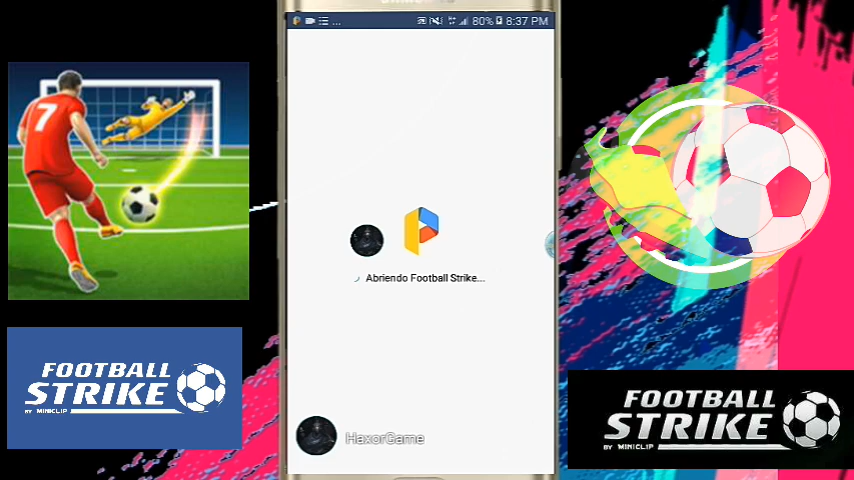 ... 80% 8:37 PM
7
P
Abriendo Football Strike...
HaxorGame
FOOTBALL
STRIKE
BY MINICLIP
FOOTBALL
STRIKE
BY MINICLIP